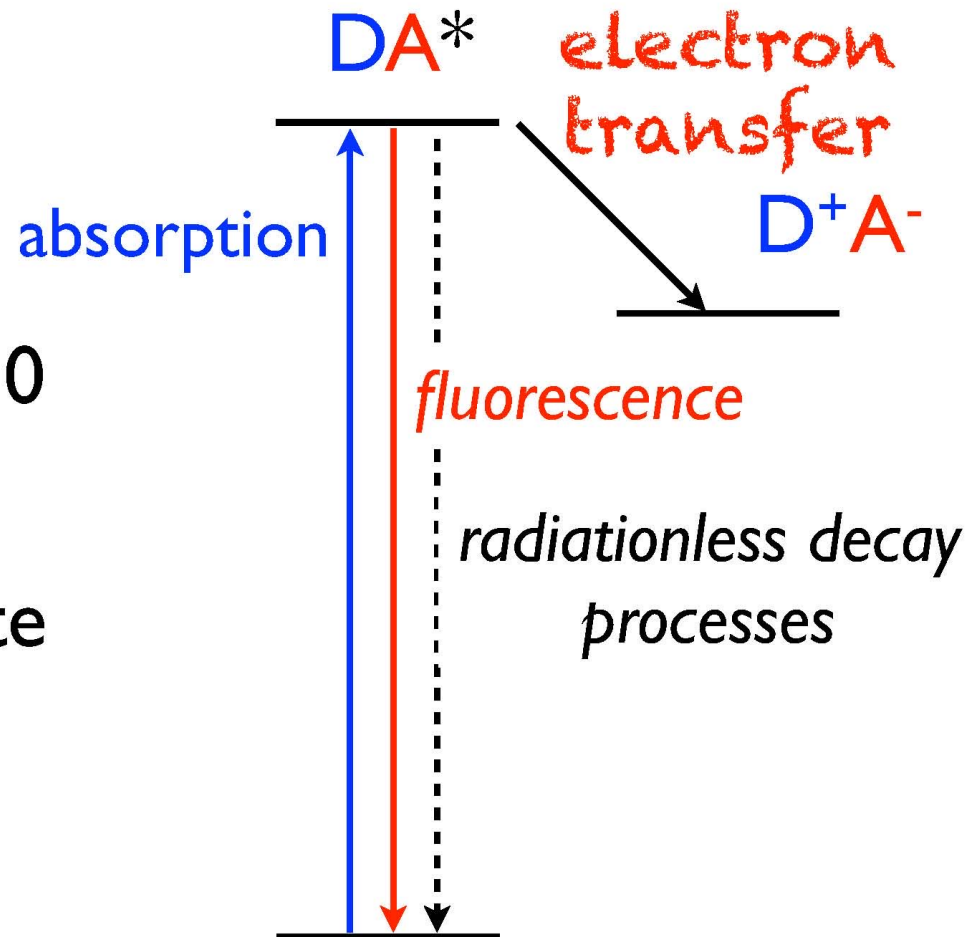 DA*
electron
transfer
D⁺A⁻
absorption
0
fluorescence
radiationless decay
processes
te